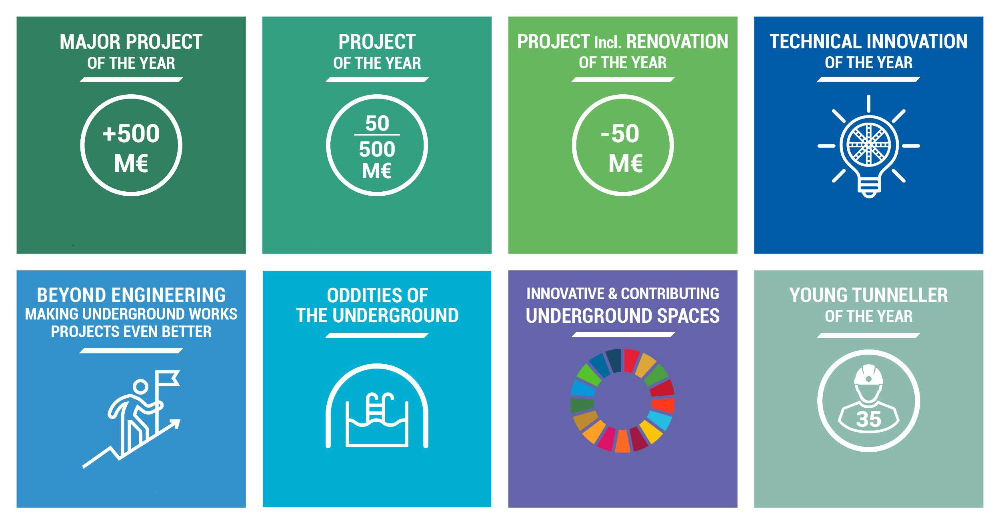 MAJOR PROJECT
OF THE YEAR
+500
M€
PROJECT
OF THE YEAR
50
500
M€
PROJECT Incl. RENOVATION
OF THE YEAR
-50
M€
TECHNICAL INNOVATION
OF THE YEAR
BEYOND ENGINEERING
MAKING UNDERGROUND WORKS
PROJECTS EVEN BETTER
ODDITIES OF
THE UNDERGROUND
INNOVATIVE & CONTRIBUTING
UNDERGROUND SPACES
YOUNG TUNNELLER
OF THE YEAR
35